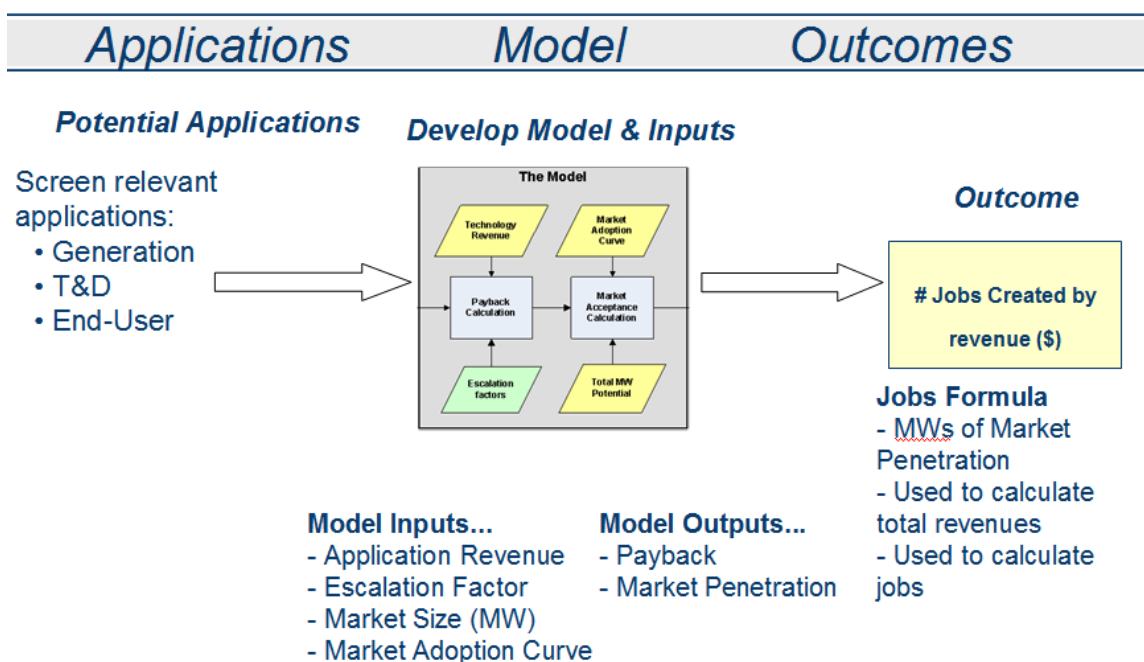 Applications Model Outcomes
Potential Applications
Screen relevant
applications:
• Generation
• T&D
• End-User
Develop Model & Inputs
The Model
Technology
Revenue
Market
Adoption
Curve
Payback
Calculation
Market
Acceptance
Calculation
Escalation
factors
Total MW
Potential
Model Inputs...
- Application Revenue
- Escalation Factor
- Market Size (MW)
- Market Adoption Curve
Model Outputs...
- Payback
- Market Penetration
Outcome
# Jobs Created by
revenue ($)
Jobs Formula
- MWs of Market
Penetration
- Used to calculate
total revenues
- Used to calculate
jobs